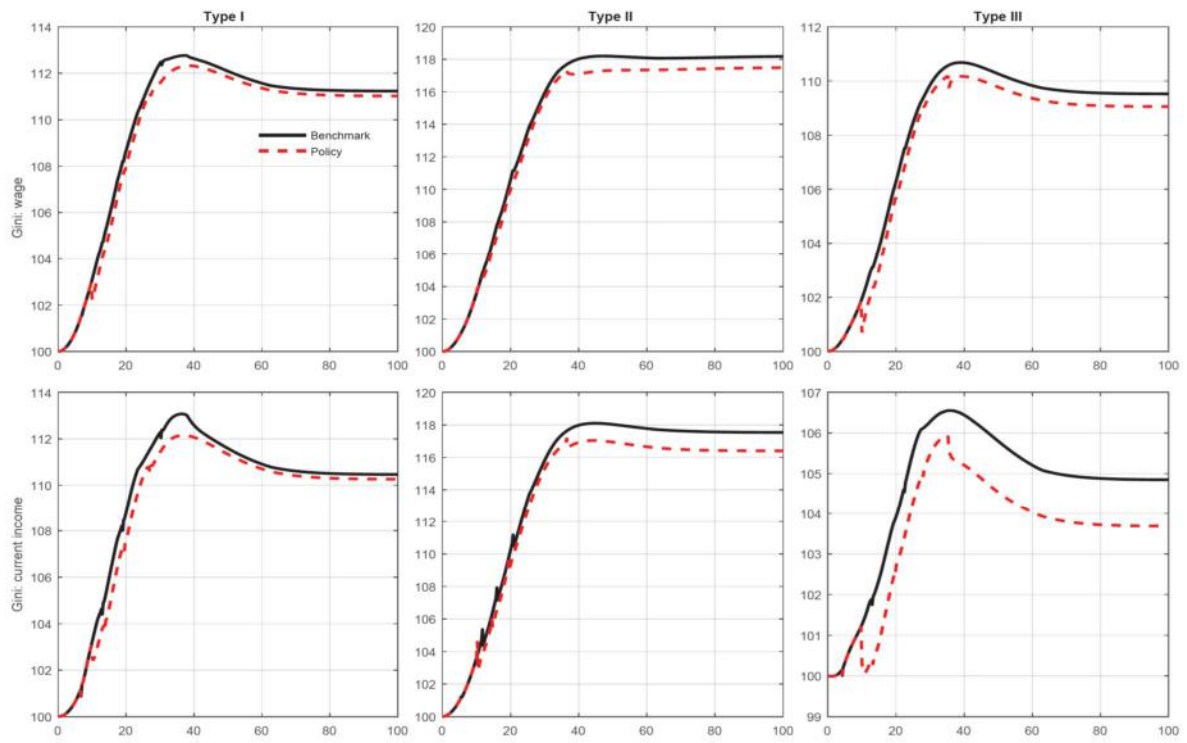 Type I Type II Type III
114 120 112
112 118 110
110 116 108
108 114 106
106 112 104
104 110 102
102 108 100
100 106
104
102
100
Gini: wage
Benchmark
Policy
0 20 40 60 80 100 0 20 40 60 80 100 0 20 40 60 80 100
114 120 107
112 118 106
110 116 105
108 114 104
106 112 103
104 110 102
102 108 101
100 106 100
104 99
102
100
Gini: current income
0 20 40 60 80 100 0 20 40 60 80 100 0 20 40 60 80 100